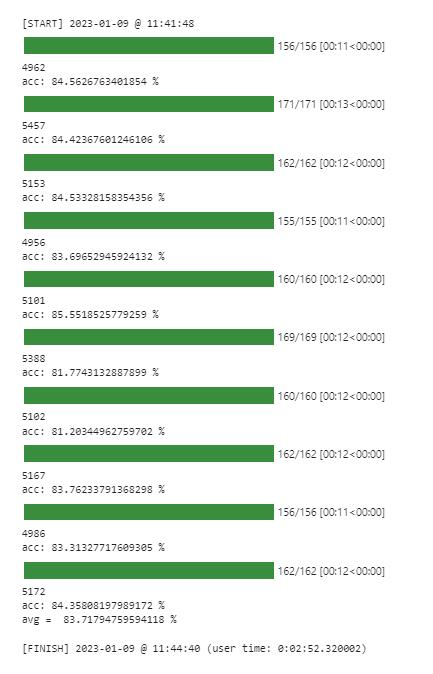 [START] 2023-01-09 @ 11:41:48
156/156 [00:11<00:00]
4962
acc: 84.5626763401854 %
171/171 [00:13<00:00]
5457
acc: 84.42367601246106 %
162/162 [00:12<00:00]
5153
acc: 84.53328158354356 %
155/155 [00:11<00:00]
4956
acc: 83.69652945924132 %
160/160 [00:12<00:00]
5101
acc: 85.5518525779259 %
169/169 [00:12<00:00]
5388
acc: 81.7743132887899 %
160/160 [00:12<00:00]
5102
acc: 81.20344962759702 %
162/162 [00:12<00:00]
5167
acc: 83.76233791368298 %
156/156 [00:11<00:00]
4986
acc: 83.31327717609305 %
162/162 [00:12<00:00]
5172
acc: 84.35808197989172 %
avg =  83.71794759594118 %
[FINISH] 2023-01-09 @ 11:44:40 (user time: 0:02:52.320002)